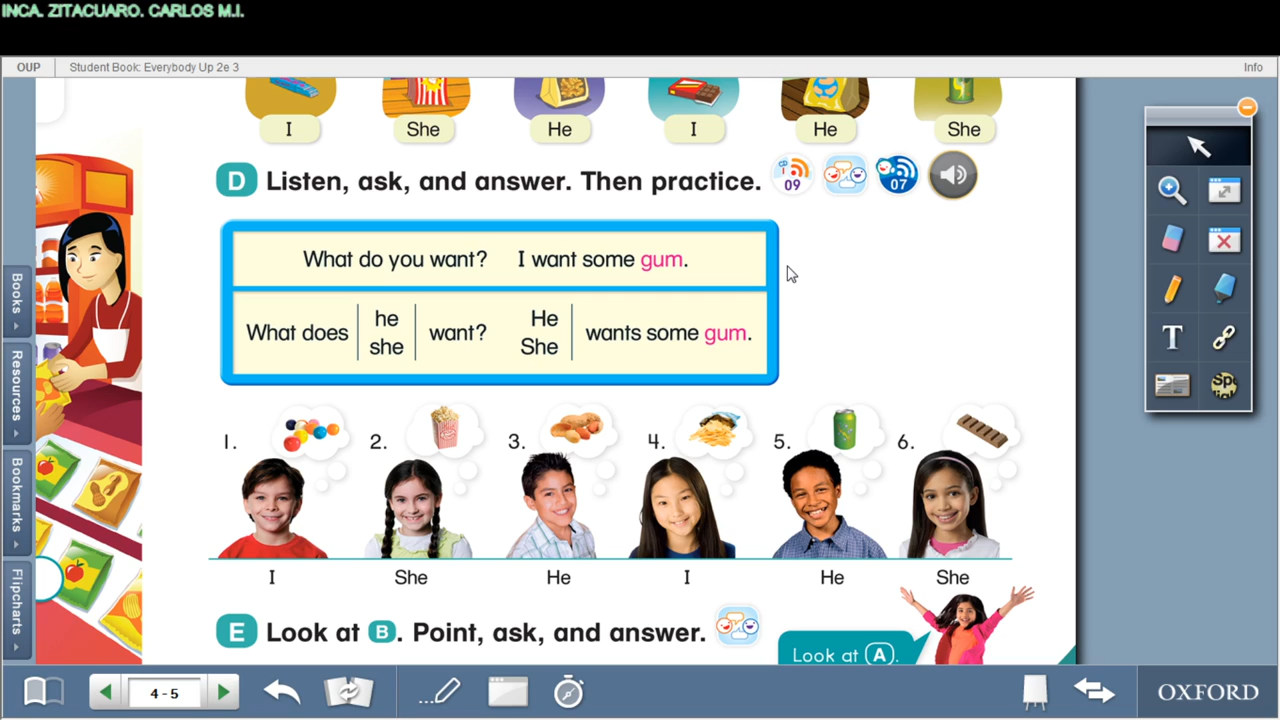 INCA. ZITACUARO. CARLOS M.I.
OUP Student Book: Everybody Up 2e 3 Info
I She He I He She
D Listen, ask, and answer. Then practice. 09 07
What do you want? I want some gum.
What does he she want? He She wants some gum.
1. 2. 3. 4. 5. 6.
I She He I He She
E Look at B. Point, ask, and answer.
Look at A.
Books
Resources
Bookmarks
Flipcharts
T
4 - 5
OXFORD